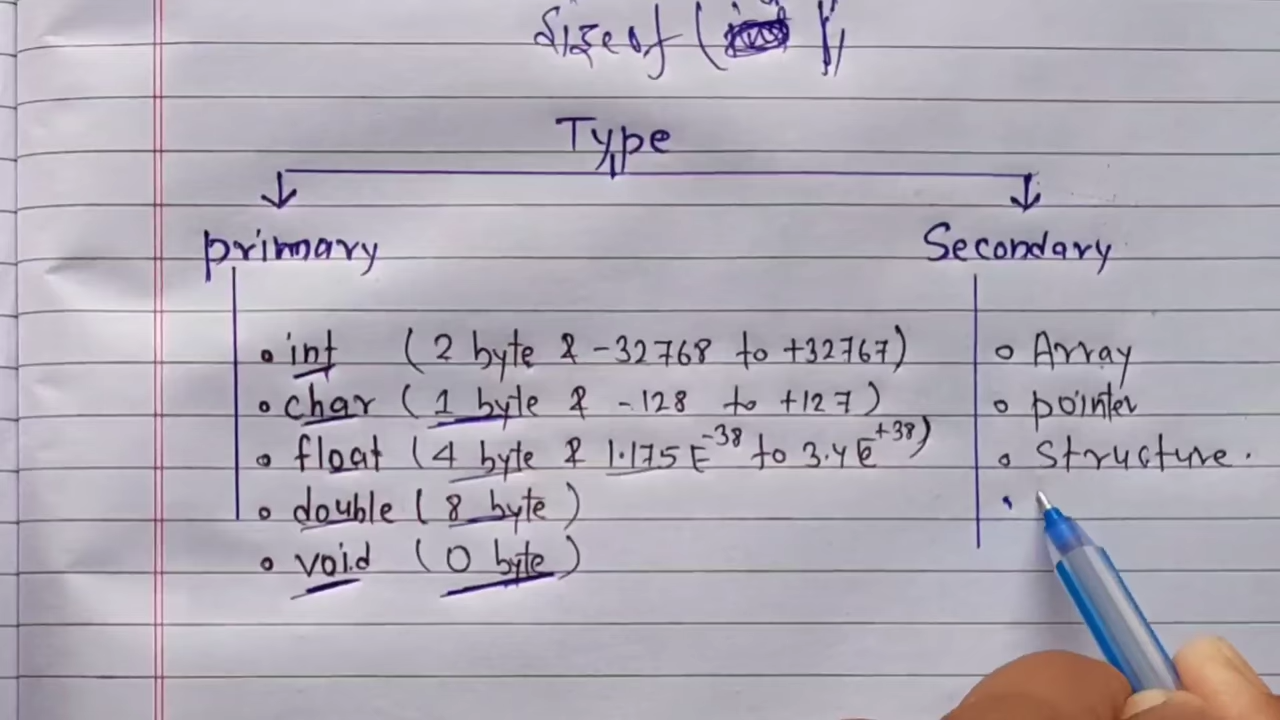 Sizeof ( );
Type
primary
Secondary
• int ( 2 byte & -32768 to +32767)
• char ( 1 byte & -128 to +127)
• float ( 4 byte & 1.175E-38 to 3.4E+38)
• double ( 8 byte )
• void ( 0 byte )
• Array
• pointer
• Structure.
•